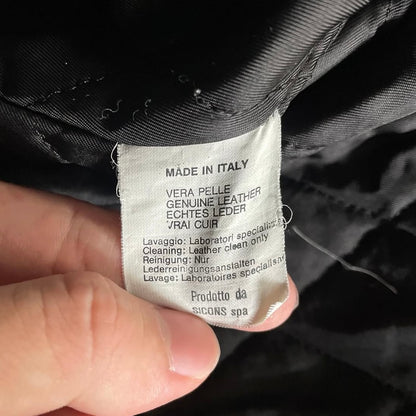 MADE IN ITALY
VERA PELLE
GENUINE LEATHER
ECHTES LEDER
VRAI CUIR
Lavaggio: Laboratori specializ
Cleaning: Leather clean only
Reinigung: Nur
Lederreinigungsanstalten
Lavage: Laboratoires specialis
Prodotto da
SICONS spa